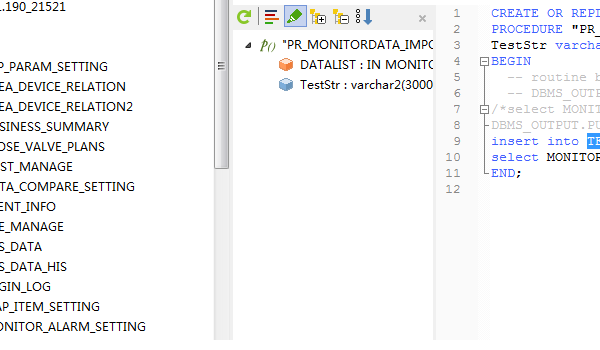 .190_21521
P_PARAM_SETTING
EA_DEVICE_RELATION
EA_DEVICE_RELATION2
SINESS_SUMMARY
OSE_VALVE_PLANS
ST_MANAGE
TA_COMPARE_SETTING
ENT_INFO
E_MANAGE
S_DATA
S_DATA_HIS
GIN_LOG
AP_ITEM_SETTING
ONITOR_ALARM_SETTING
p() "PR_MONITORDATA_IMPO
DATALIST : IN MONITO
TestStr : varchar2(3000
1 CREATE OR REPL
2 PROCEDURE "PR_
3 TestStr varcha
4 BEGIN
5 -- routine b
6 -- DBMS_OUTP
7 /*select MONIT
8 DBMS_OUTPUT.PU
9 insert into TE
10 select MONITOR
11 END;
12